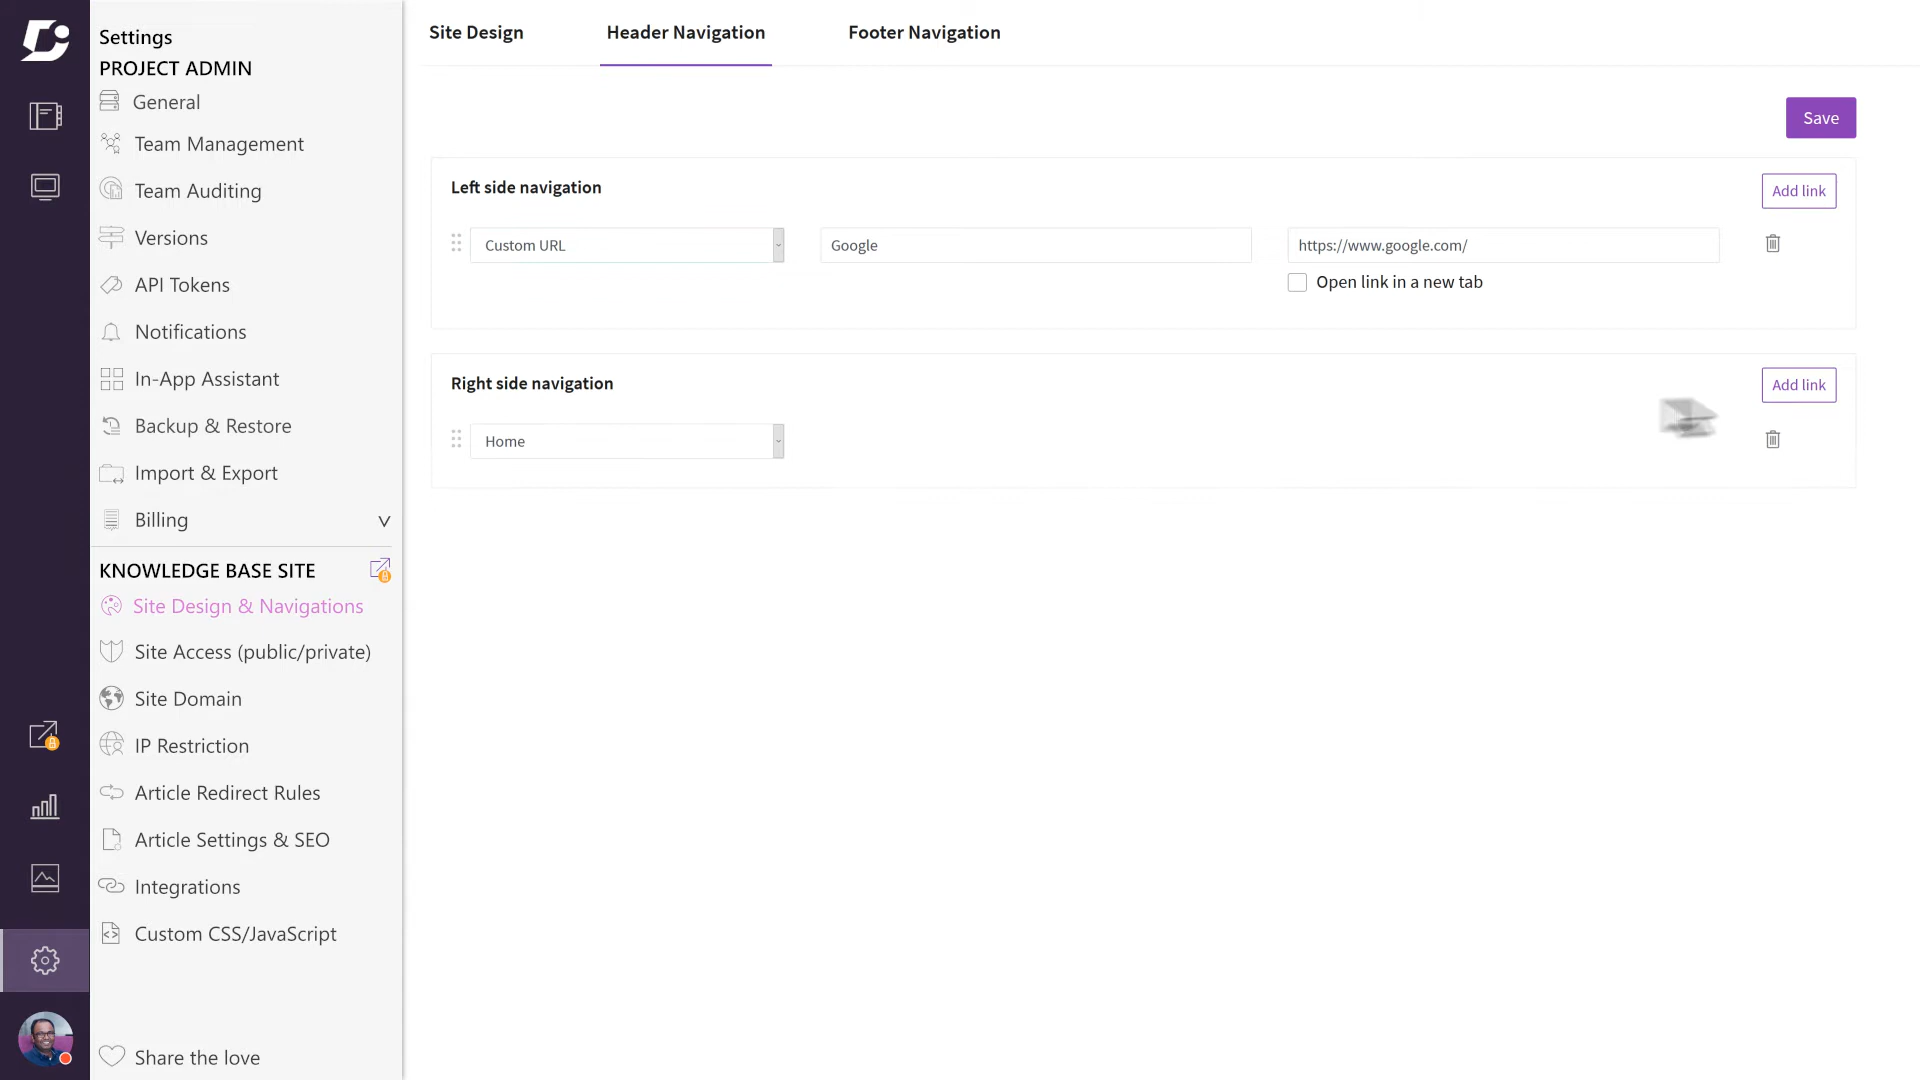 Settings
PROJECT ADMIN
General
Team Management
Team Auditing
Versions
API Tokens
Notifications
In-App Assistant
Backup & Restore
Import & Export
Billing
KNOWLEDGE BASE SITE
Site Design & Navigations
Site Access (public/private)
Site Domain
IP Restriction
Article Redirect Rules
Article Settings & SEO
Integrations
Custom CSS/JavaScript
Share the love
Site Design
Header Navigation
Footer Navigation
Save
Left side navigation
Add link
Custom URL
Google
https://www.google.com/
Open link in a new tab
Right side navigation
Add link
Home